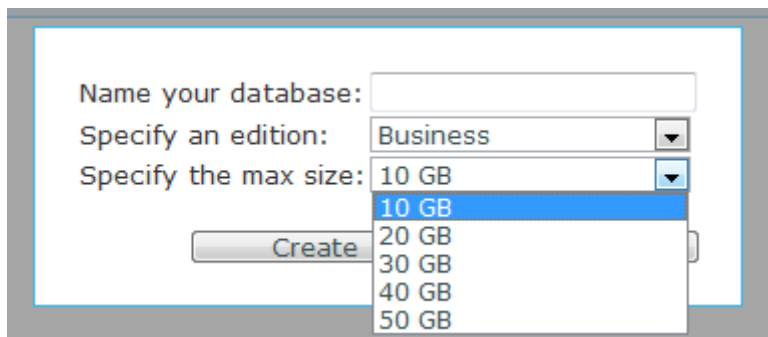 Name your database:
Specify an edition: Business
Specify the max size: 10 GB
10 GB
20 GB
Create 30 GB
40 GB
50 GB